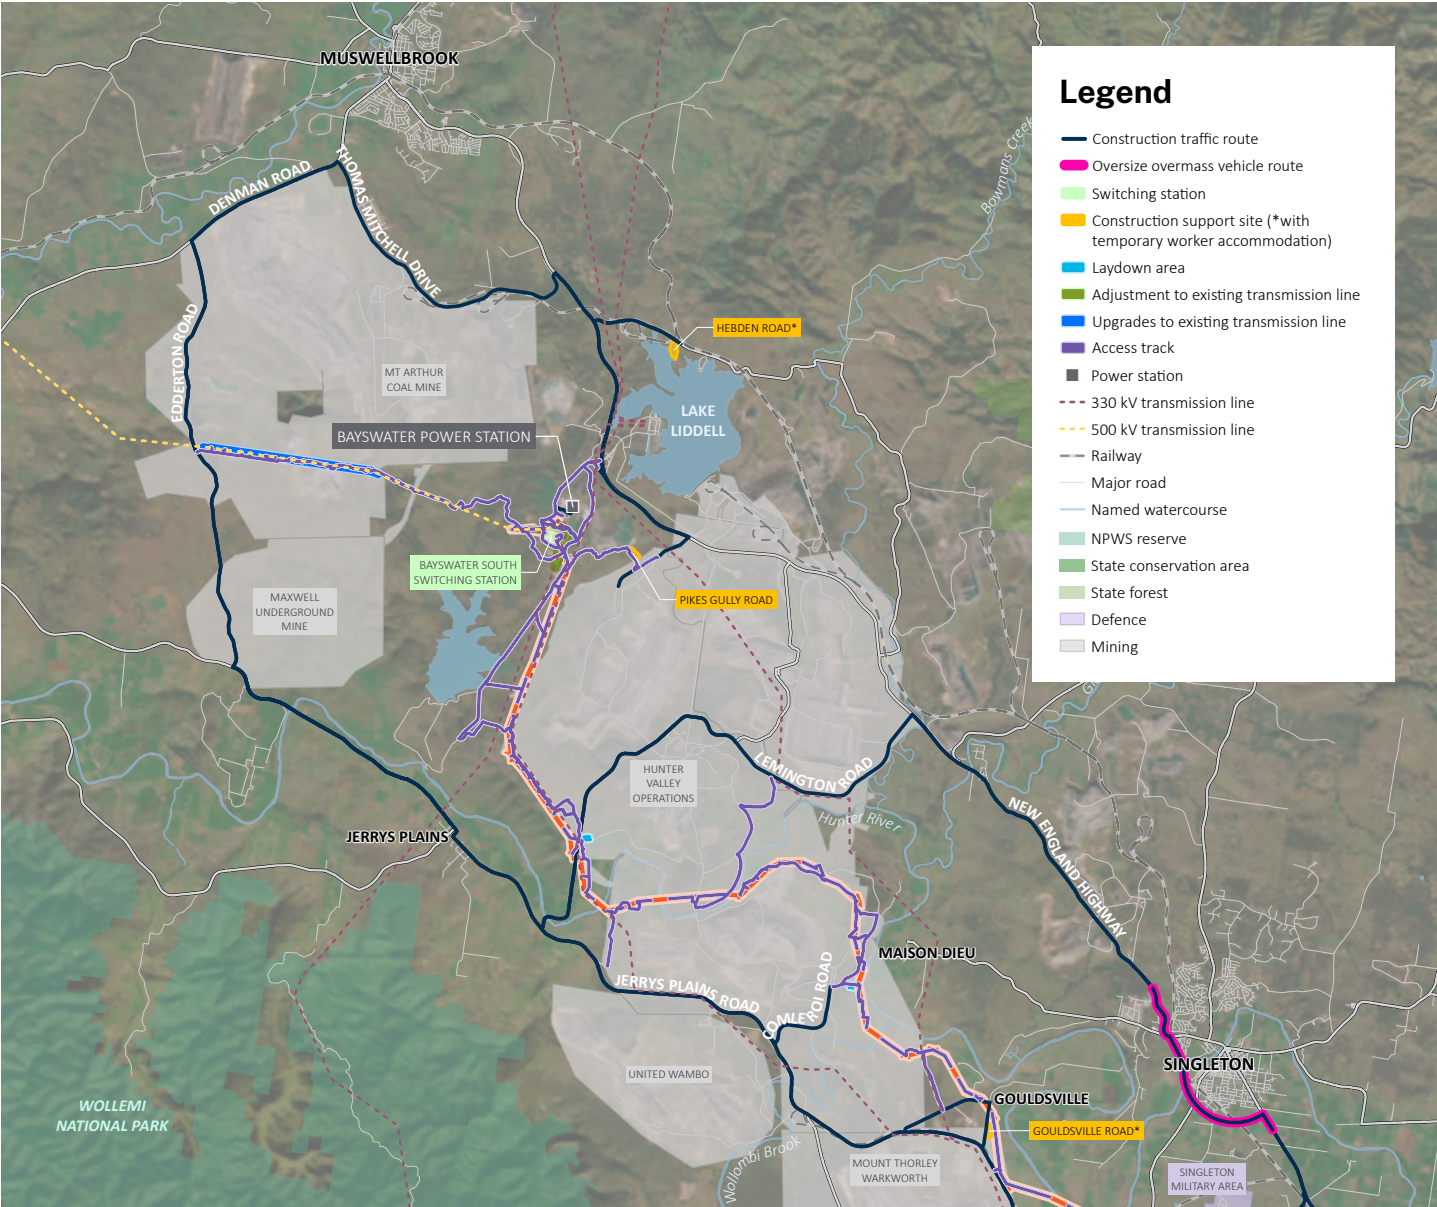 MUSWELLBROOK
DENMAN ROAD
THOMAS MITCHELL DRIVE
EDDERTON ROAD
MT ARTHUR
COAL MINE
HEBDEN ROAD*
LAKE
LIDDELL
BAYSWATER POWER STATION
BAYSWATER SOUTH
SWITCHING STATION
PIKES GULLY ROAD
MAXWELL
UNDERGROUND
MINE
Bowmans Creek
HUNTER
VALLEY
OPERATIONS
LEMINGTON ROAD
Hunter River
NEW ENGLAND HIGHWAY
JERRYS PLAINS
MAISON DIEU
JERRYS PLAINS ROAD
COMLEROI ROAD
UNITED WAMBO
SINGLETON
GOULDSVILLE
GOULDSVILLE ROAD*
WOLLEMI
NATIONAL PARK
Wollombi Brook
MOUNT THORLEY
WARKWORTH
SINGLETON
MILITARY AREA
Legend
Construction traffic route
Oversize overmass vehicle route
Switching station
Construction support site (*with
temporary worker accommodation)
Laydown area
Adjustment to existing transmission line
Upgrades to existing transmission line
Access track
Power station
330 kV transmission line
500 kV transmission line
Railway
Major road
Named watercourse
NPWS reserve
State conservation area
State forest
Defence
Mining